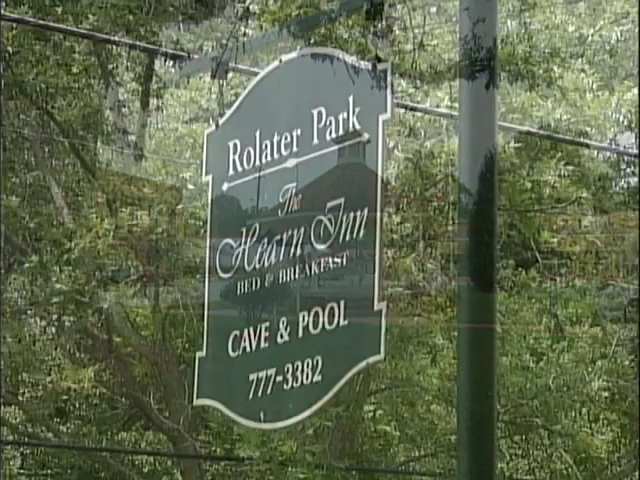 Rolater Park
The
Hearn Inn
BED & BREAKFAST
CAVE & POOL
777-3382